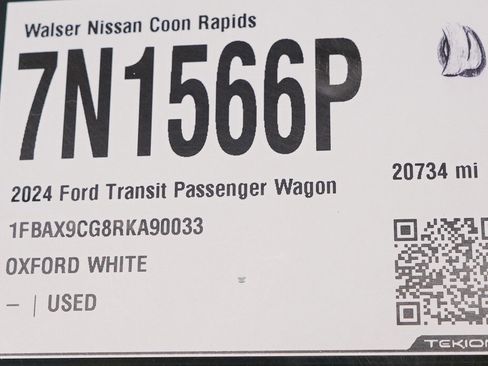 Walser Nissan Coon Rapids
7N1566P
2024 Ford Transit Passenger Wagon
20734 mi
1FBAX9CG8RKA90033
OXFORD WHITE
– | USED
TEKION